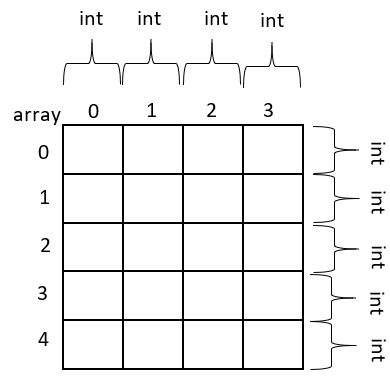 int int int int
array 0 1 2 3
0 int
1 int
2 int
3 int
4 int